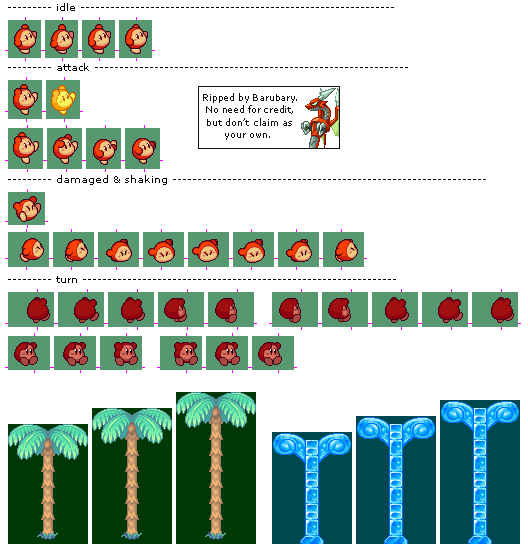 idle
attack
Ripped by Barubary.
No need for credit,
but don't claim as
your own.
damaged & shaking
turn